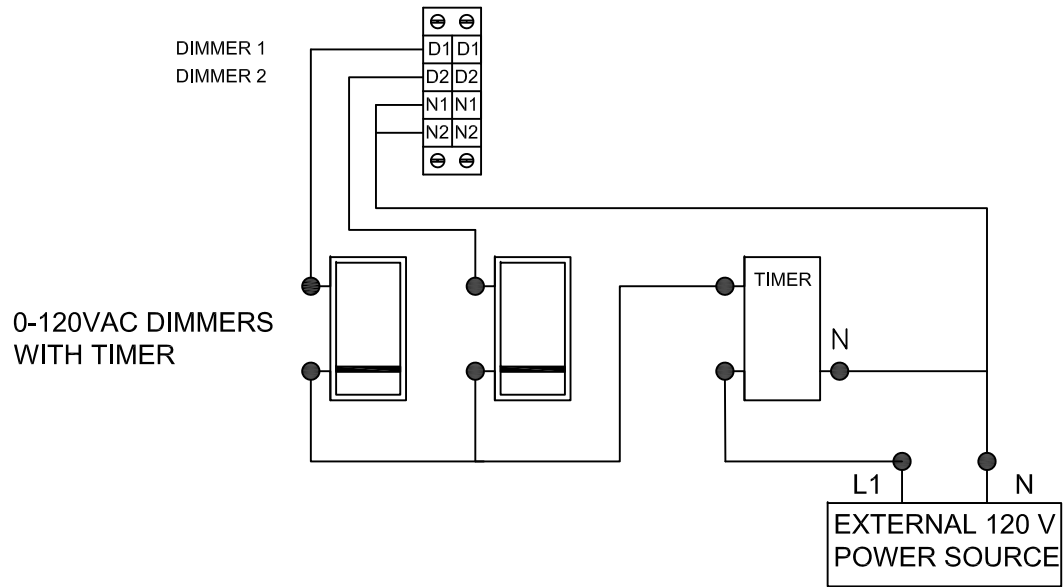 DIMMER 1
DIMMER 2
D1 D1
D2 D2
N1 N1
N2 N2
0-120VAC DIMMERS
WITH TIMER
TIMER
N
L1
N
EXTERNAL 120 V
POWER SOURCE